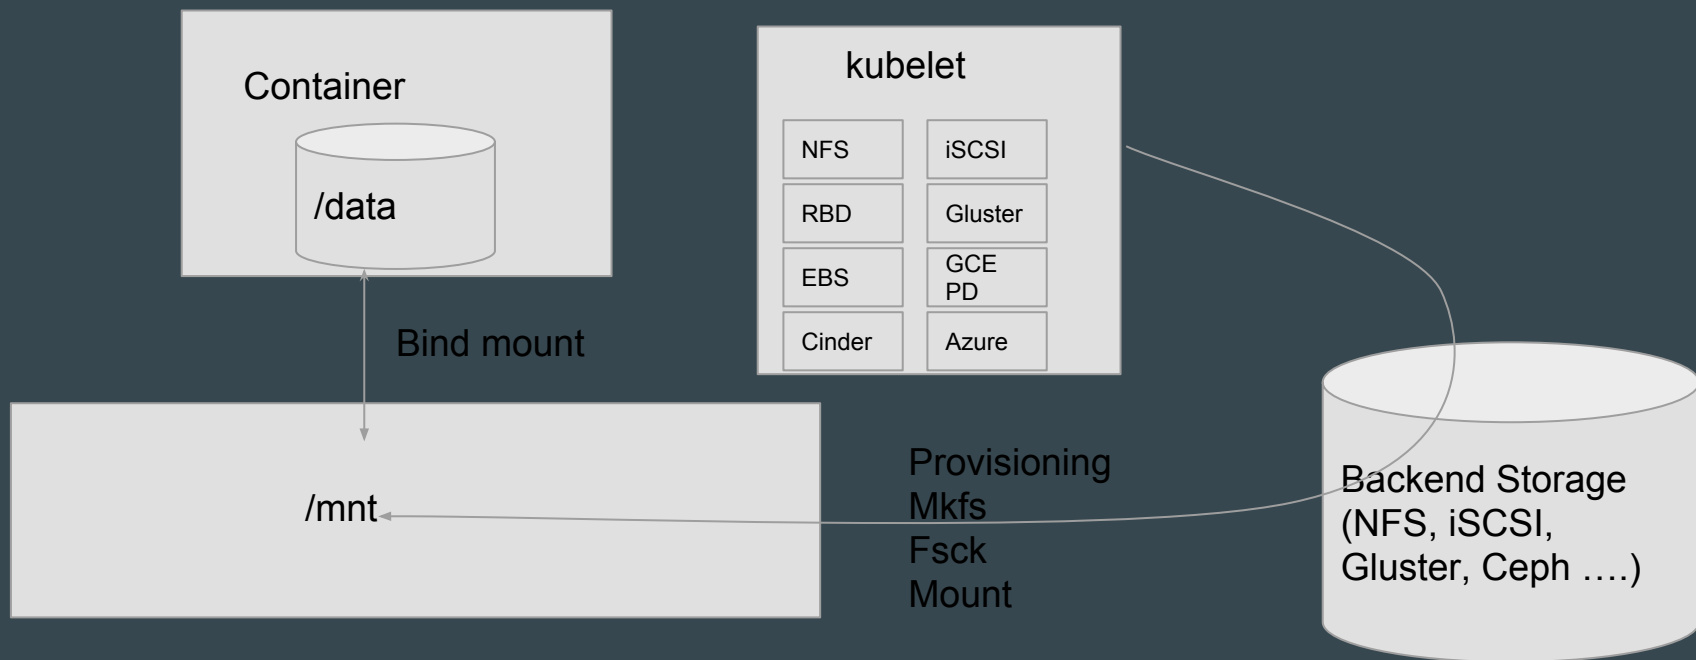 Container
/data
Bind mount
/mnt
kubelet
NFS
iSCSI
RBD
Gluster
EBS
GCE
PD
Cinder
Azure
Provisioning
Mkfs
Fsck
Mount
Backend Storage
(NFS, iSCSI,
Gluster, Ceph ....)